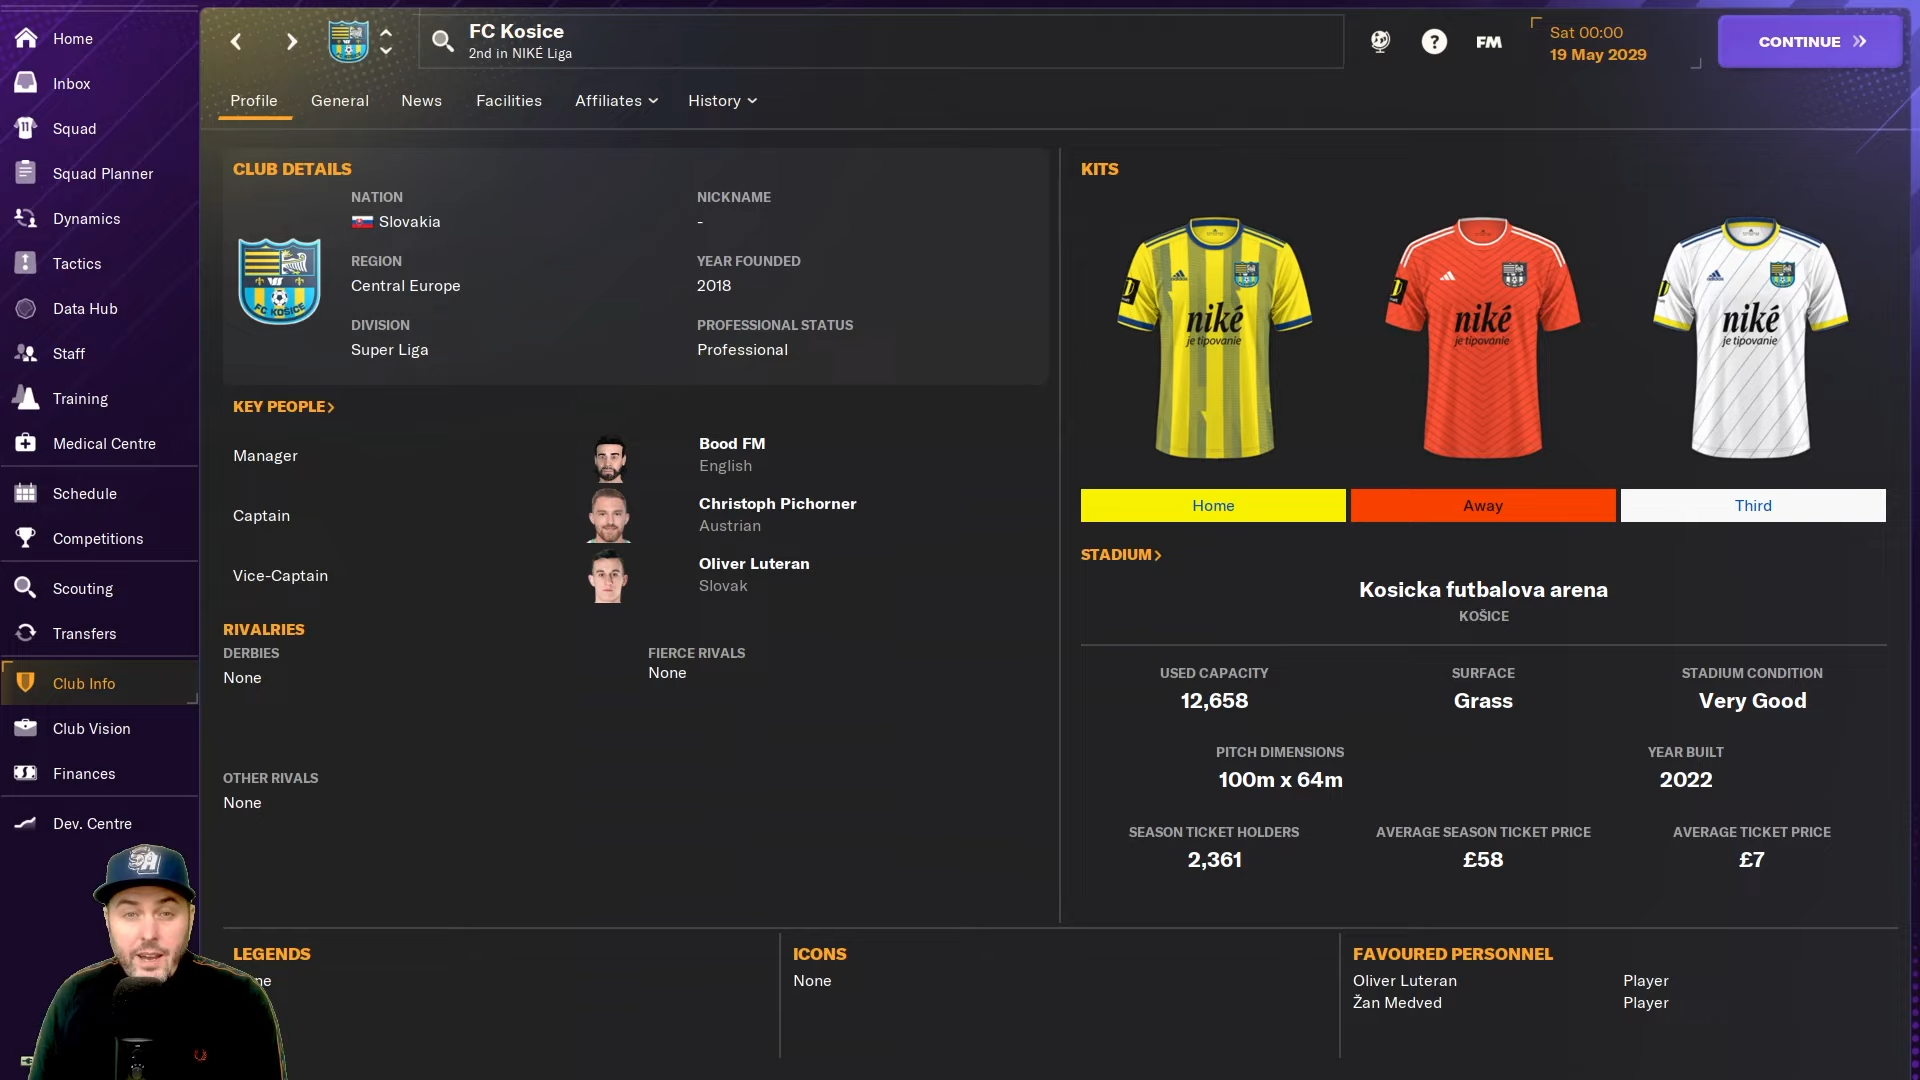 Home
Inbox
Squad
Squad Planner
Dynamics
Tactics
Data Hub
Staff
Training
Medical Centre
Schedule
Competitions
Scouting
Transfers
Club Info
Club Vision
Finances
Dev. Centre
FC Kosice
2nd in NIKÉ Liga
FM
Sat 00:00
19 May 2029
CONTINUE
Profile
General
News
Facilities
Affiliates
History
CLUB DETAILS
NATION
Slovakia
NICKNAME
-
REGION
Central Europe
YEAR FOUNDED
2018
DIVISION
Super Liga
PROFESSIONAL STATUS
Professional
FC KOŠICE
KEY PEOPLE
Manager
Bood FM
English
Captain
Christoph Pichorner
Austrian
Vice-Captain
Oliver Luteran
Slovak
RIVALRIES
DERBIES
None
FIERCE RIVALS
None
OTHER RIVALS
None
KITS
niké
je tipovanie
niké
je tipovanie
niké
je tipovanie
Home
Away
Third
STADIUM
Kosicka futbalova arena
KOŠICE
USED CAPACITY
12,658
SURFACE
Grass
STADIUM CONDITION
Very Good
PITCH DIMENSIONS
100m x 64m
YEAR BUILT
2022
SEASON TICKET HOLDERS
2,361
AVERAGE SEASON TICKET PRICE
£58
AVERAGE TICKET PRICE
£7
LEGENDS
ICONS
None
FAVOURED PERSONNEL
Oliver Luteran Player
Žan Medved Player